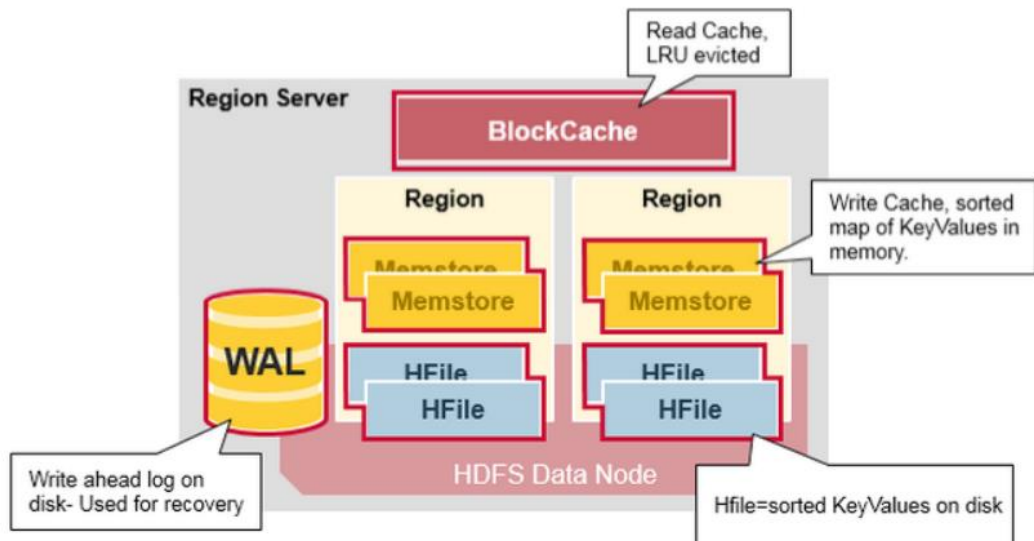 Read Cache,
LRU evicted
Region Server
BlockCache
Region
Region
Write Cache, sorted
map of KeyValues in
memory.
Memstore
Memstore
Memstore
Memstore
WAL
HFile
HFile
HFile
HFile
Write ahead log on
disk- Used for recovery
HDFS Data Node
Hfile=sorted KeyValues on disk